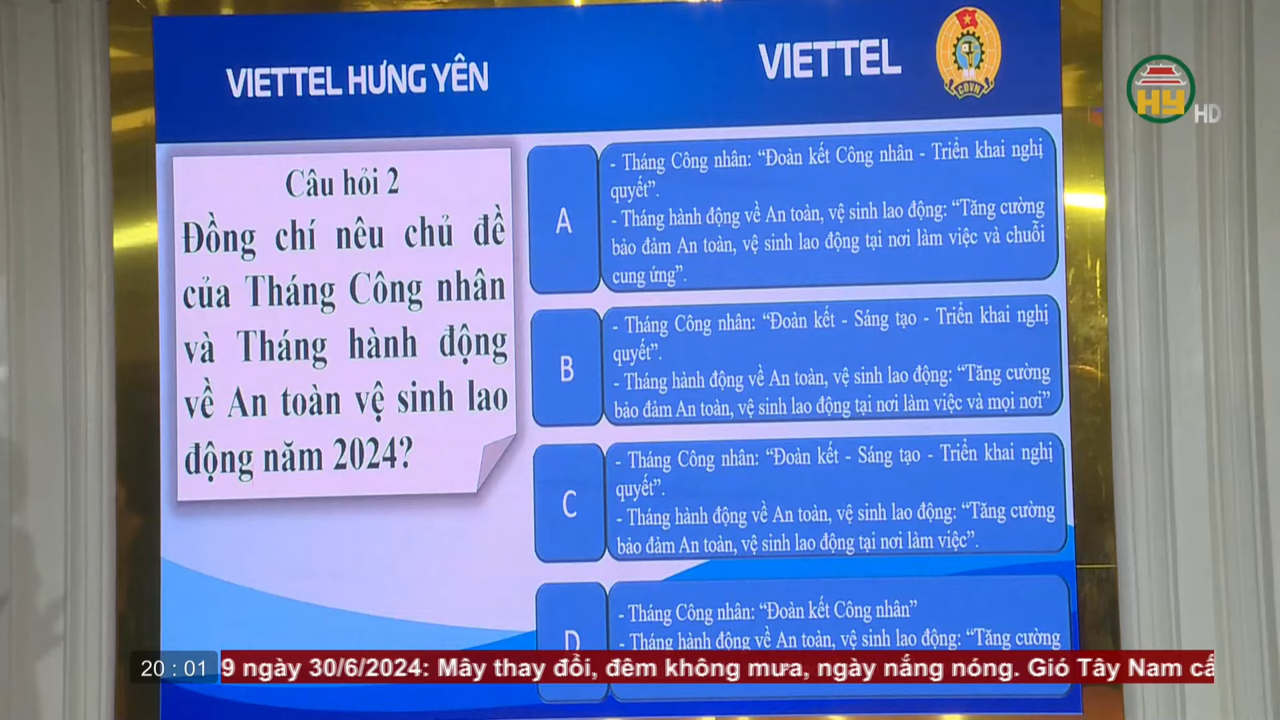 VIETTEL HƯNG YÊN
VIETTEL
CĐVN
HY HD
Câu hỏi 2
Đồng chí nêu chủ đề
của Tháng Công nhân
và Tháng hành động
về An toàn vệ sinh lao
động năm 2024?
A
- Tháng Công nhân: “Đoàn kết Công nhân - Triển khai nghị
quyết”.
- Tháng hành động về An toàn, vệ sinh lao động: “Tăng cường
bảo đảm An toàn, vệ sinh lao động tại nơi làm việc và chuỗi
cung ứng”.
B
- Tháng Công nhân: “Đoàn kết - Sáng tạo - Triển khai nghị
quyết”.
- Tháng hành động về An toàn, vệ sinh lao động: “Tăng cường
bảo đảm An toàn, vệ sinh lao động tại nơi làm việc và mọi nơi”
C
- Tháng Công nhân: “Đoàn kết - Sáng tạo - Triển khai nghị
quyết”.
- Tháng hành động về An toàn, vệ sinh lao động: “Tăng cường
bảo đảm An toàn, vệ sinh lao động tại nơi làm việc”.
D
- Tháng Công nhân: “Đoàn kết Công nhân”
- Tháng hành động về An toàn, vệ sinh lao động: “Tăng cường
20 : 01 9 ngày 30/6/2024: Mây thay đổi, đêm không mưa, ngày nắng nóng. Gió Tây Nam cấ